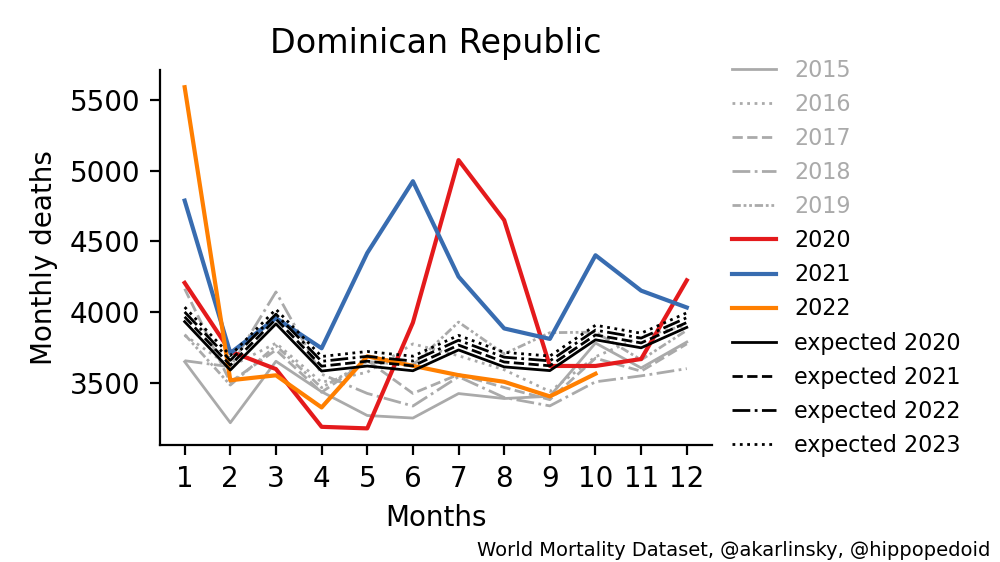 Dominican Republic
Monthly deaths
5500
5000
4500
4000
3500
1 2 3 4 5 6 7 8 9 10 11 12
Months
2015
2016
2017
2018
2019
2020
2021
2022
expected 2020
expected 2021
expected 2022
expected 2023
World Mortality Dataset, @akarlinsky, @hippopedoid